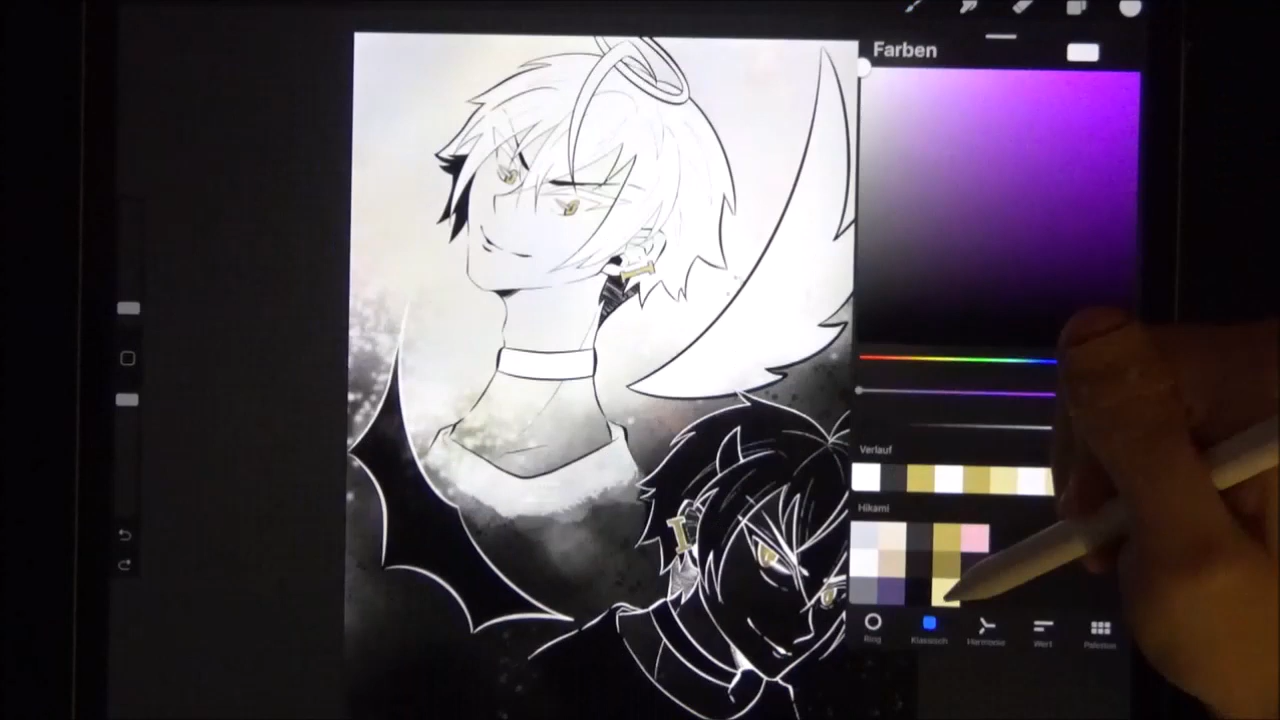 Farben
Verlauf
Hikami
Ring
Klassisch
Harmonie
Wert
Paletten